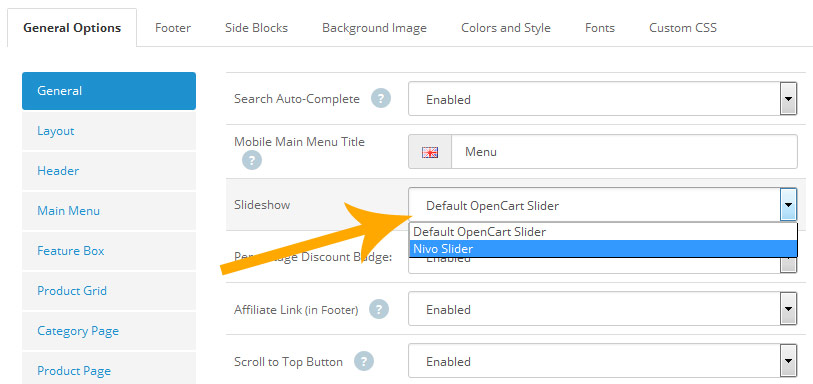 General Options Footer Side Blocks Background Image Colors and Style Fonts Custom CSS
General
Layout
Header
Main Menu
Feature Box
Product Grid
Category Page
Product Page
Search Auto-Complete ? Enabled
Mobile Main Menu Title ? Menu
Slideshow Default OpenCart Slider
Default OpenCart Slider
Nivo Slider
Percentage Discount Badge: Enabled
Affiliate Link (in Footer) ? Enabled
Scroll to Top Button ? Enabled